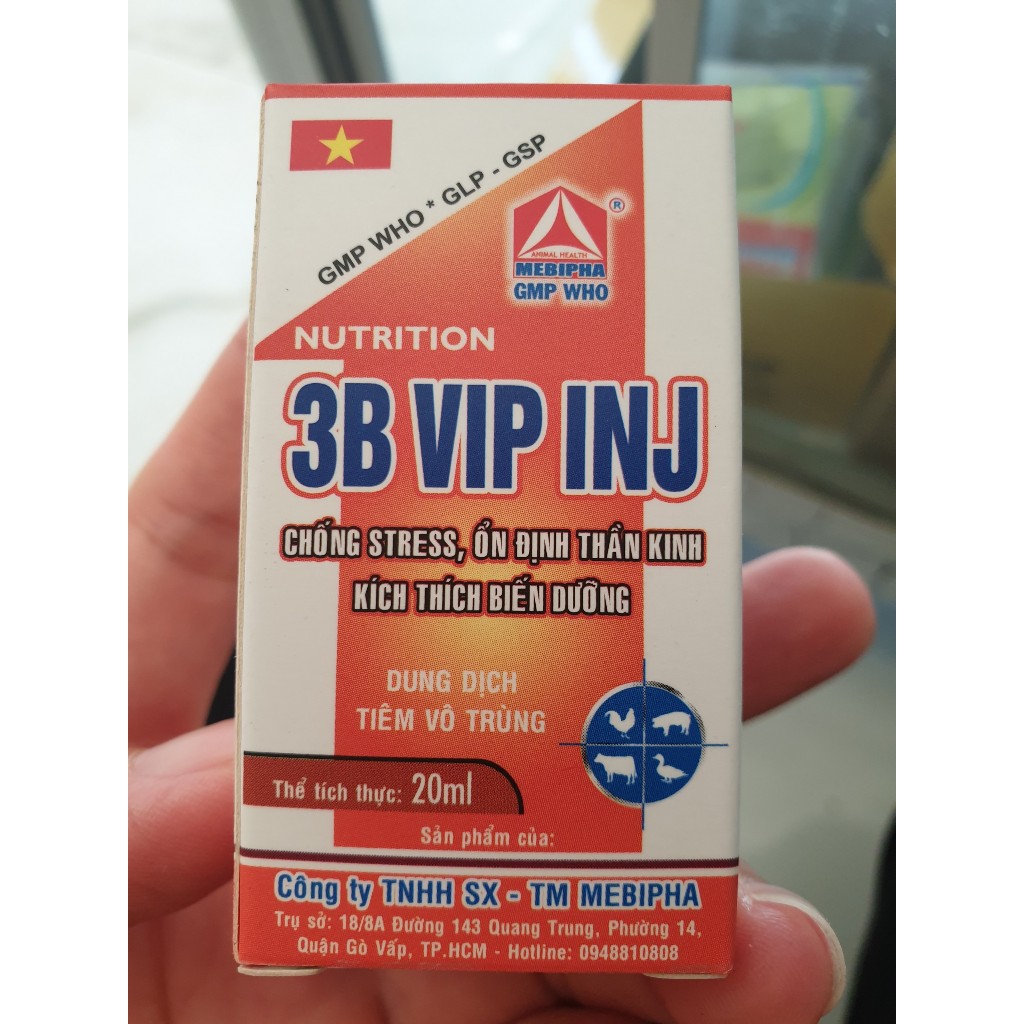 GMP WHO * GLP - GSP
®
ANIMAL HEALTH
MEBIPHA
GMP WHO
NUTRITION
3B VIP INJ
CHỐNG STRESS, ỔN ĐỊNH THẦN KINH
KÍCH THÍCH BIẾN DƯỠNG
DUNG DỊCH
TIÊM VÔ TRÙNG
Thể tích thực: 20ml
Sản phẩm của:
Công ty TNHH SX - TM MEBIPHA
Trụ sở: 18/8A Đường 143 Quang Trung, Phường 14,
Quận Gò Vấp, TP.HCM - Hotline: 0948810808